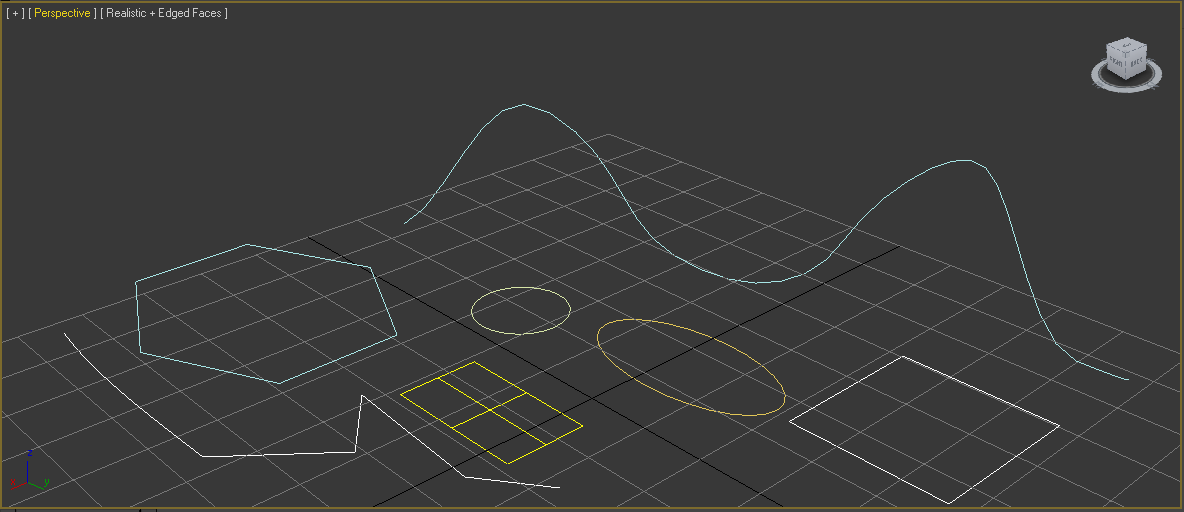 [ + ] [ Perspective ] [ Realistic + Edged Faces ]
z
y